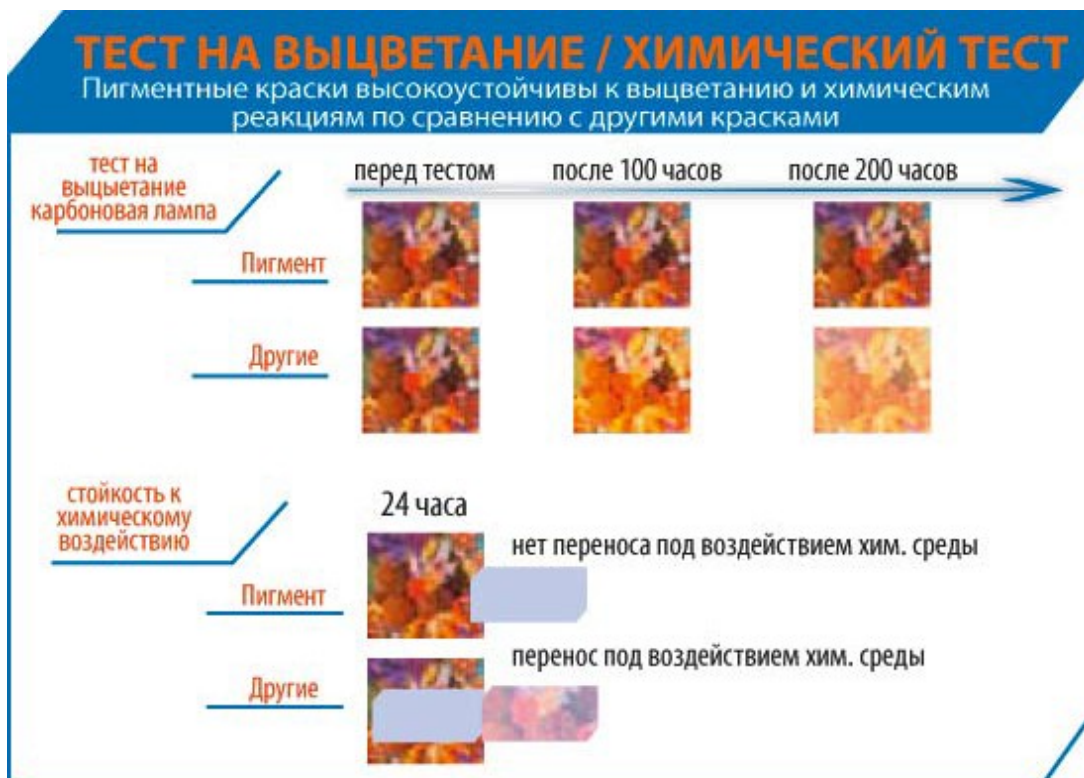 ТЕСТ НА ВЫЦВЕТАНИЕ / ХИМИЧЕСКИЙ ТЕСТ
Пигментные краски высокоустойчивы к выцветанию и химическим
реакциям по сравнению с другими красками
тест на
выцыетание
карбоновая лампа
перед тестом после 100 часов после 200 часов
Пигмент
Другие
стойкость к
химическому
воздействию
24 часа
нет переноса под воздействием хим. среды
Пигмент
перенос под воздействием хим. среды
Другие